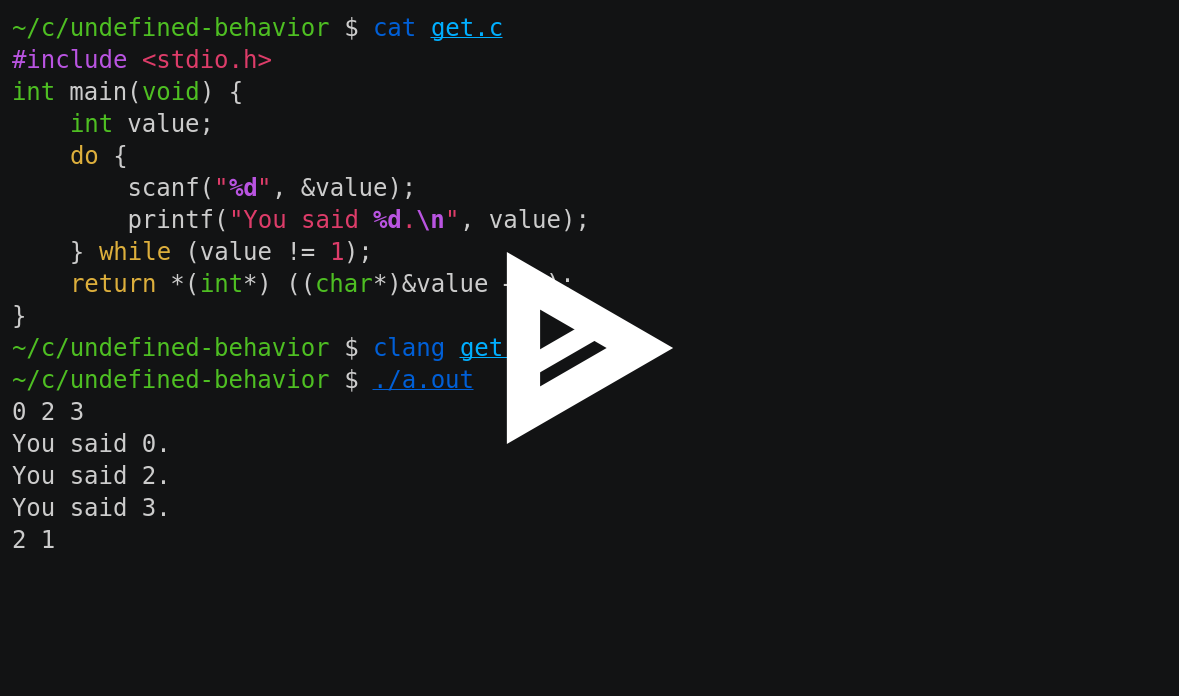 ~/c/undefined-behavior $ cat get.c
#include <stdio.h>
int main(void) {
    int value;
    do {
        scanf("%d", &value);
        printf("You said %d.\n", value);
    } while (value != 1);
    return *(int*) ((char*)&value
}
~/c/undefined-behavior $ clang get
~/c/undefined-behavior $ ./a.out
0 2 3
You said 0.
You said 2.
You said 3.
2 1